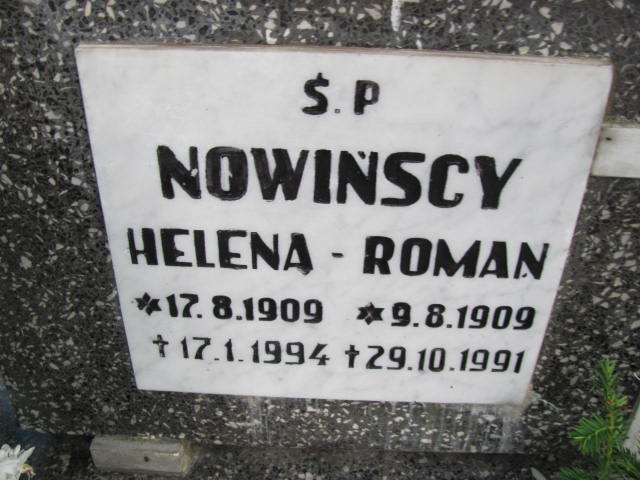 Ś.P
NOWIŃSCY
HELENA - ROMAN
*17.8.1909 *9.8.1909
†17.1.1994 †29.10.1991